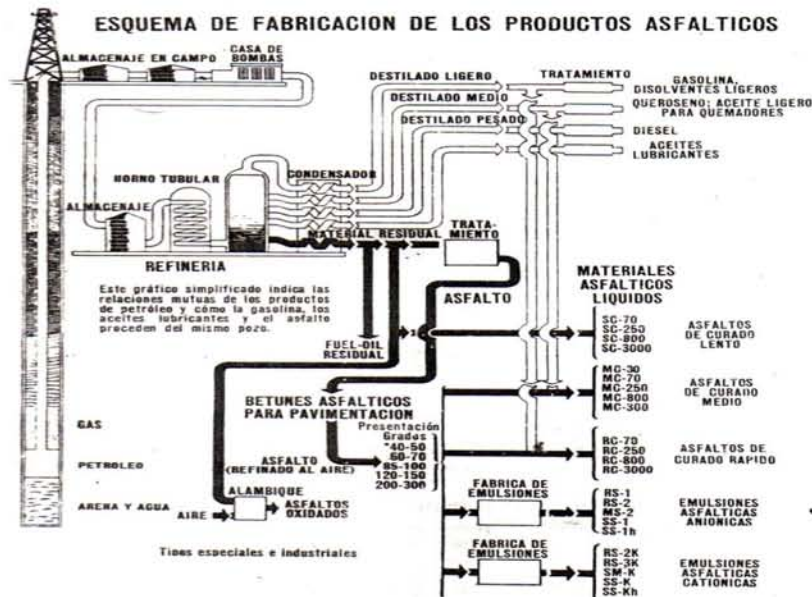 ESQUEMA DE FABRICACION DE LOS PRODUCTOS ASFALTICOS
ALMACENAJE EN CAMPO
CASA DE
BOMBAS
DESTILADO LIGERO
DESTILADO MEDIO
DESTILADO PESADO
TRATAMIENTO
GASOLINA,
DISOLVENTES LIGEROS
QUEROSENO; ACEITE LIGERO
PARA QUEMADORES
DIESEL
ACEITES
LUBRICANTES
HORNO TUBULAR
CONDENSADOR
ALMACENAJE
MATERIAL RESIDUAL
TRATA-
MIENTO
REFINERIA
Este gráfico simplificado indica las
relaciones mutuas de los productos
de petróleo y cómo la gasolina, los
aceites lubricantes y el asfalto
proceden del mismo pozo.
ASFALTO
FUEL-OIL
RESIDUAL
MATERIALES
ASFALTICOS
LIQUIDOS
SC-70
SC-250
SC-800
SC-3000
ASFALTOS
DE CURADO
LENTO
MC-30
MC-70
MC-250
MC-800
MC-300
ASFALTOS
DE CURADO
MEDIO
BETUNES ASFALTICOS
PARA PAVIMENTACION
Presentación
Grados
*40-50
60-70
85-100
120-150
200-300
ASFALTO
(REFINADO AL AIRE)
RC-70
RC-250
RC-800
RC-3000
ASFALTOS DE
CURADO RAPIDO
GAS
PETROLEO
ARENA Y AGUA
AIRE
ALAMBIQUE
ASFALTOS
OXIDADOS
Tipos especiales e industriales
FABRICA DE
EMULSIONES
RS-1
RS-2
MS-2
SS-1
SS-1h
EMULSIONES
ASFALTICAS
ANIONICAS
FABRICA DE
EMULSIONES
RS-2K
RS-3K
SM-K
SS-K
SS-Kh
EMULSIONES
ASFALTICAS
CATIONICAS